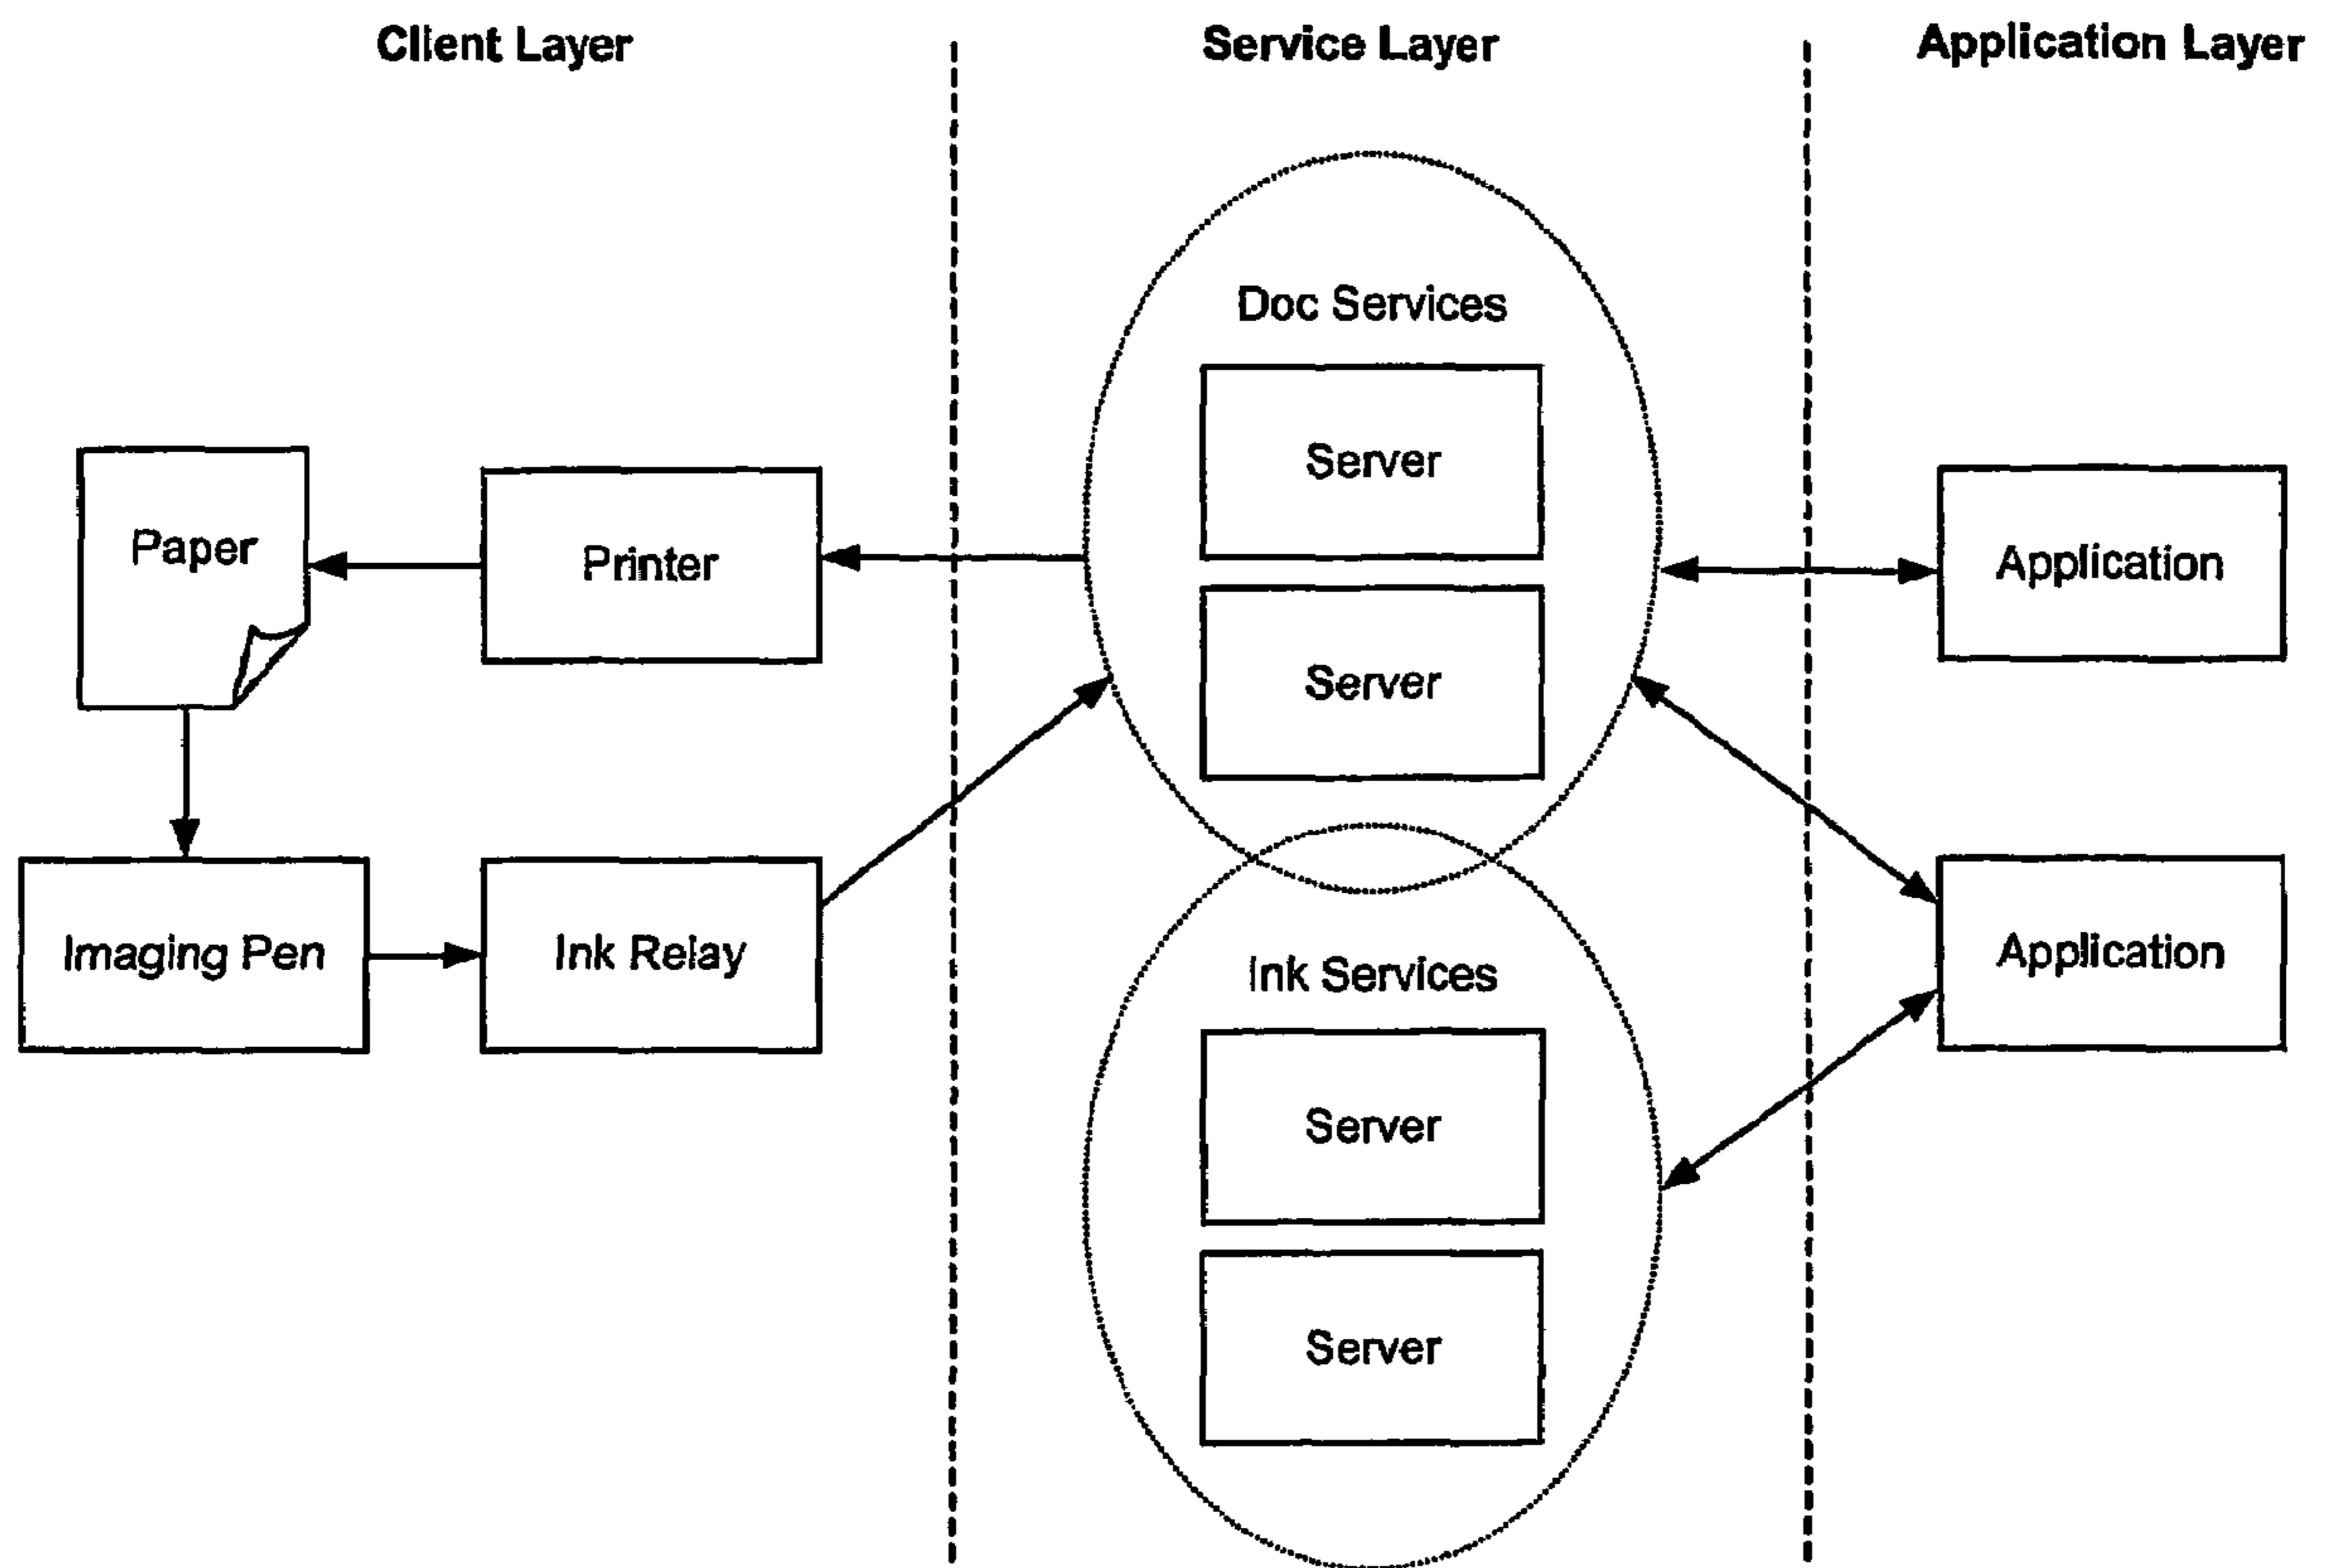 Client Layer
Service Layer
Application Layer
Doc Services
Server
Server
Paper
Printer
Application
Imaging Pen
Ink Relay
Application
Ink Services
Server
Server